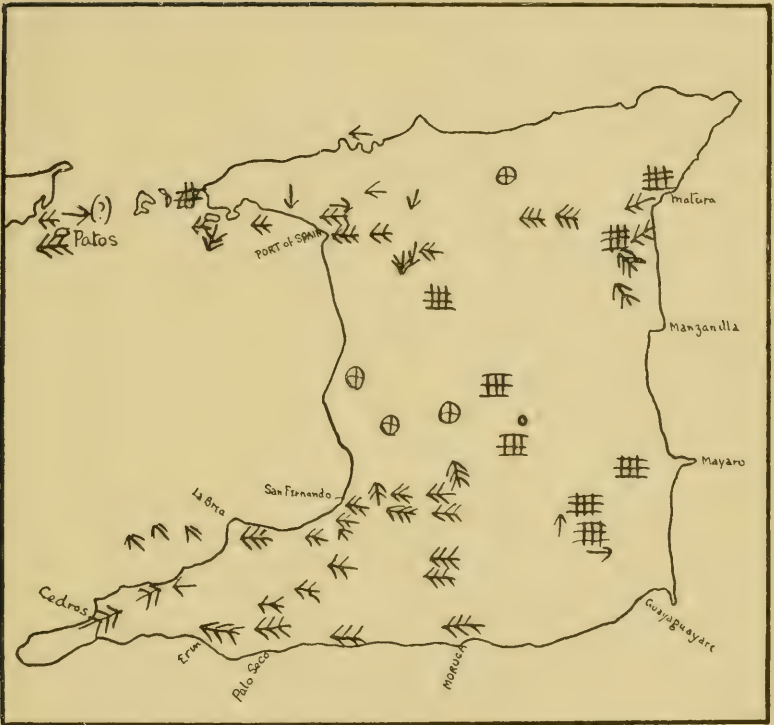 matura
(?)
Patos
PORT of SPAIN
Manzanilla
Mayaro
San Fernando
La Brea
Cedros
Guayaguayare
Erin
Palo Seco
MORUGA